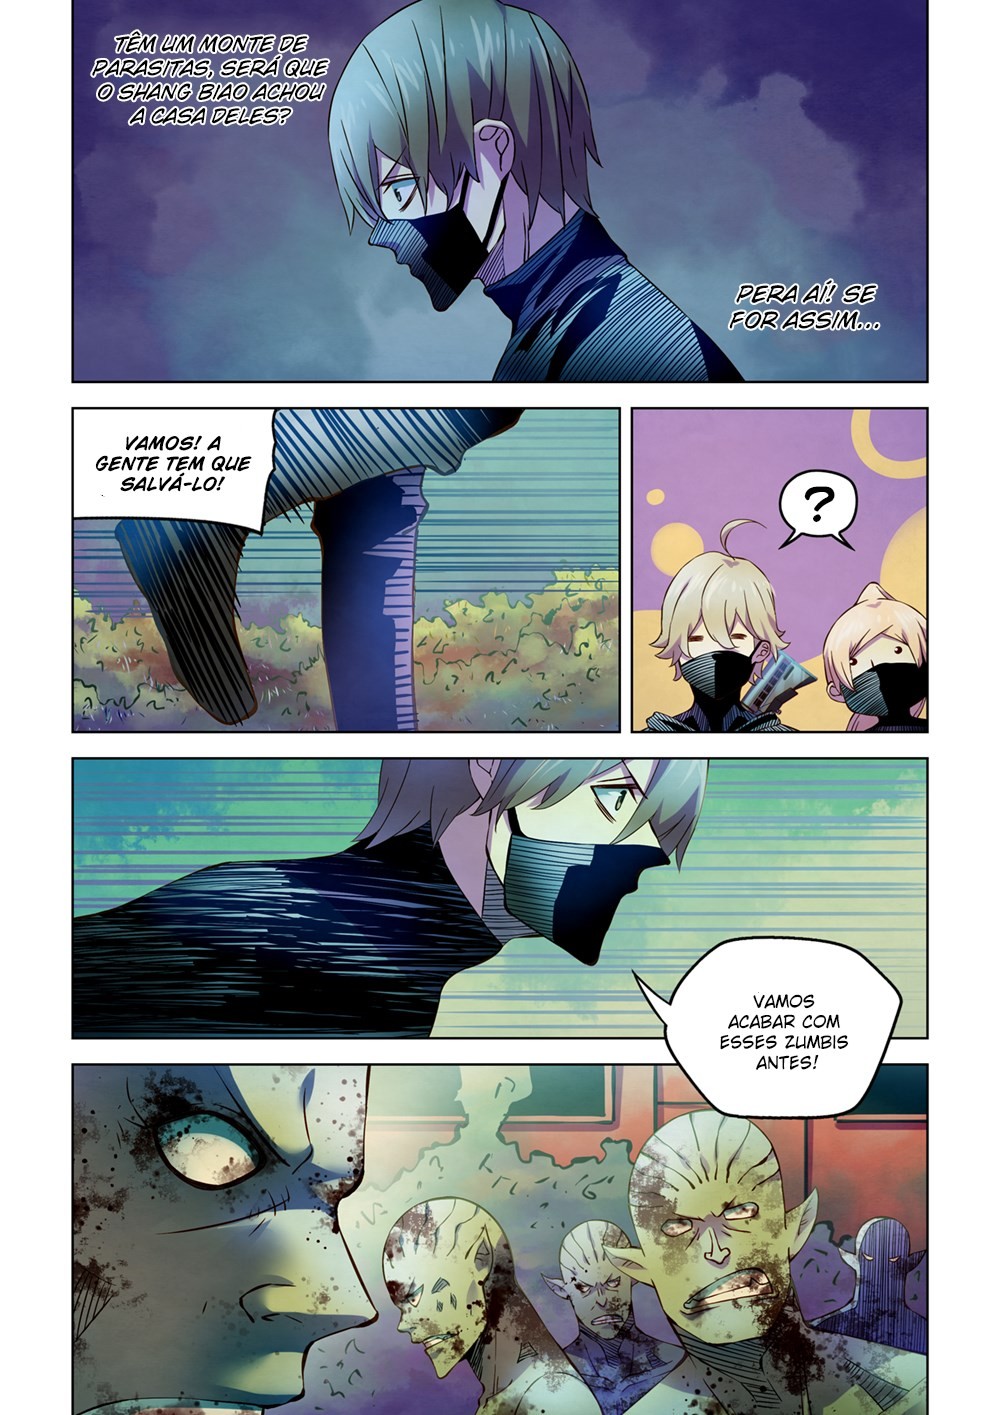 TÊM UM MONTE DE
PARASITAS, SERÁ QUE
O SHANG BIAO ACHOU
A CASA DELES?
PERA AÍ! SE
FOR ASSIM...
VAMOS! A
GENTE TEM QUE
SALVÁ-LO!
?
VAMOS
ACABAR COM
ESSES ZUMBIS
ANTES!